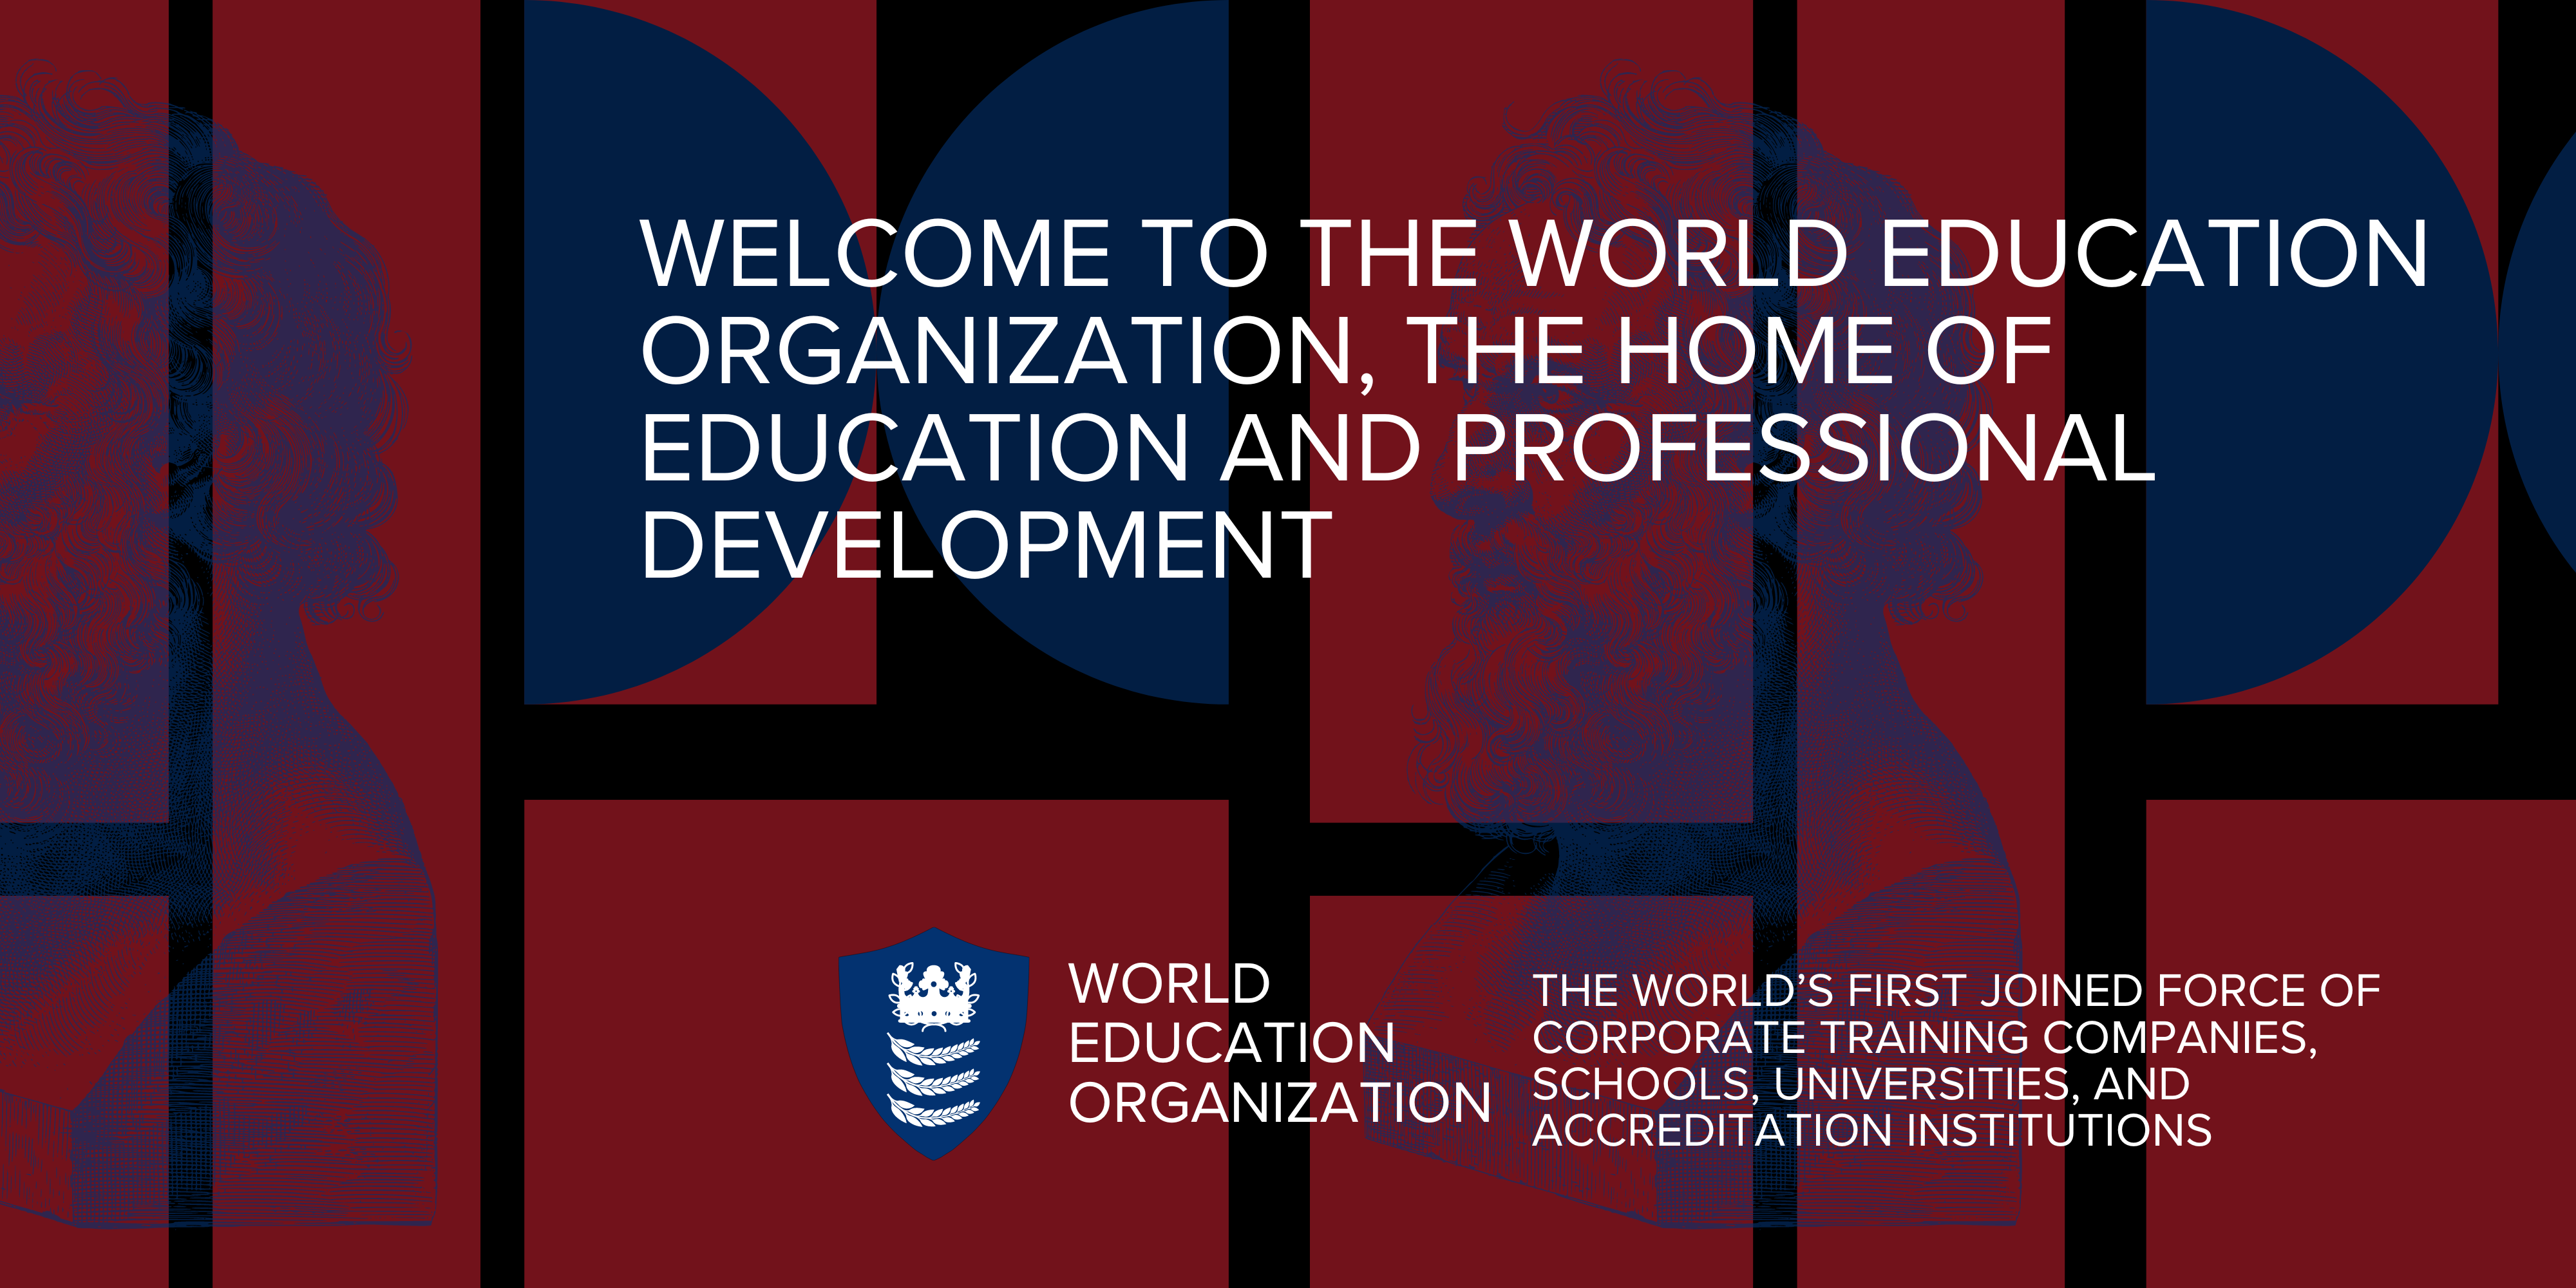 WELCOME TO THE WORLD EDUCATION
ORGANIZATION, THE HOME OF
EDUCATION AND PROFESSIONAL
DEVELOPMENT
WORLD
EDUCATION
ORGANIZATION
THE WORLD’S FIRST JOINED FORCE OF
CORPORATE TRAINING COMPANIES,
SCHOOLS, UNIVERSITIES, AND
ACCREDITATION INSTITUTIONS